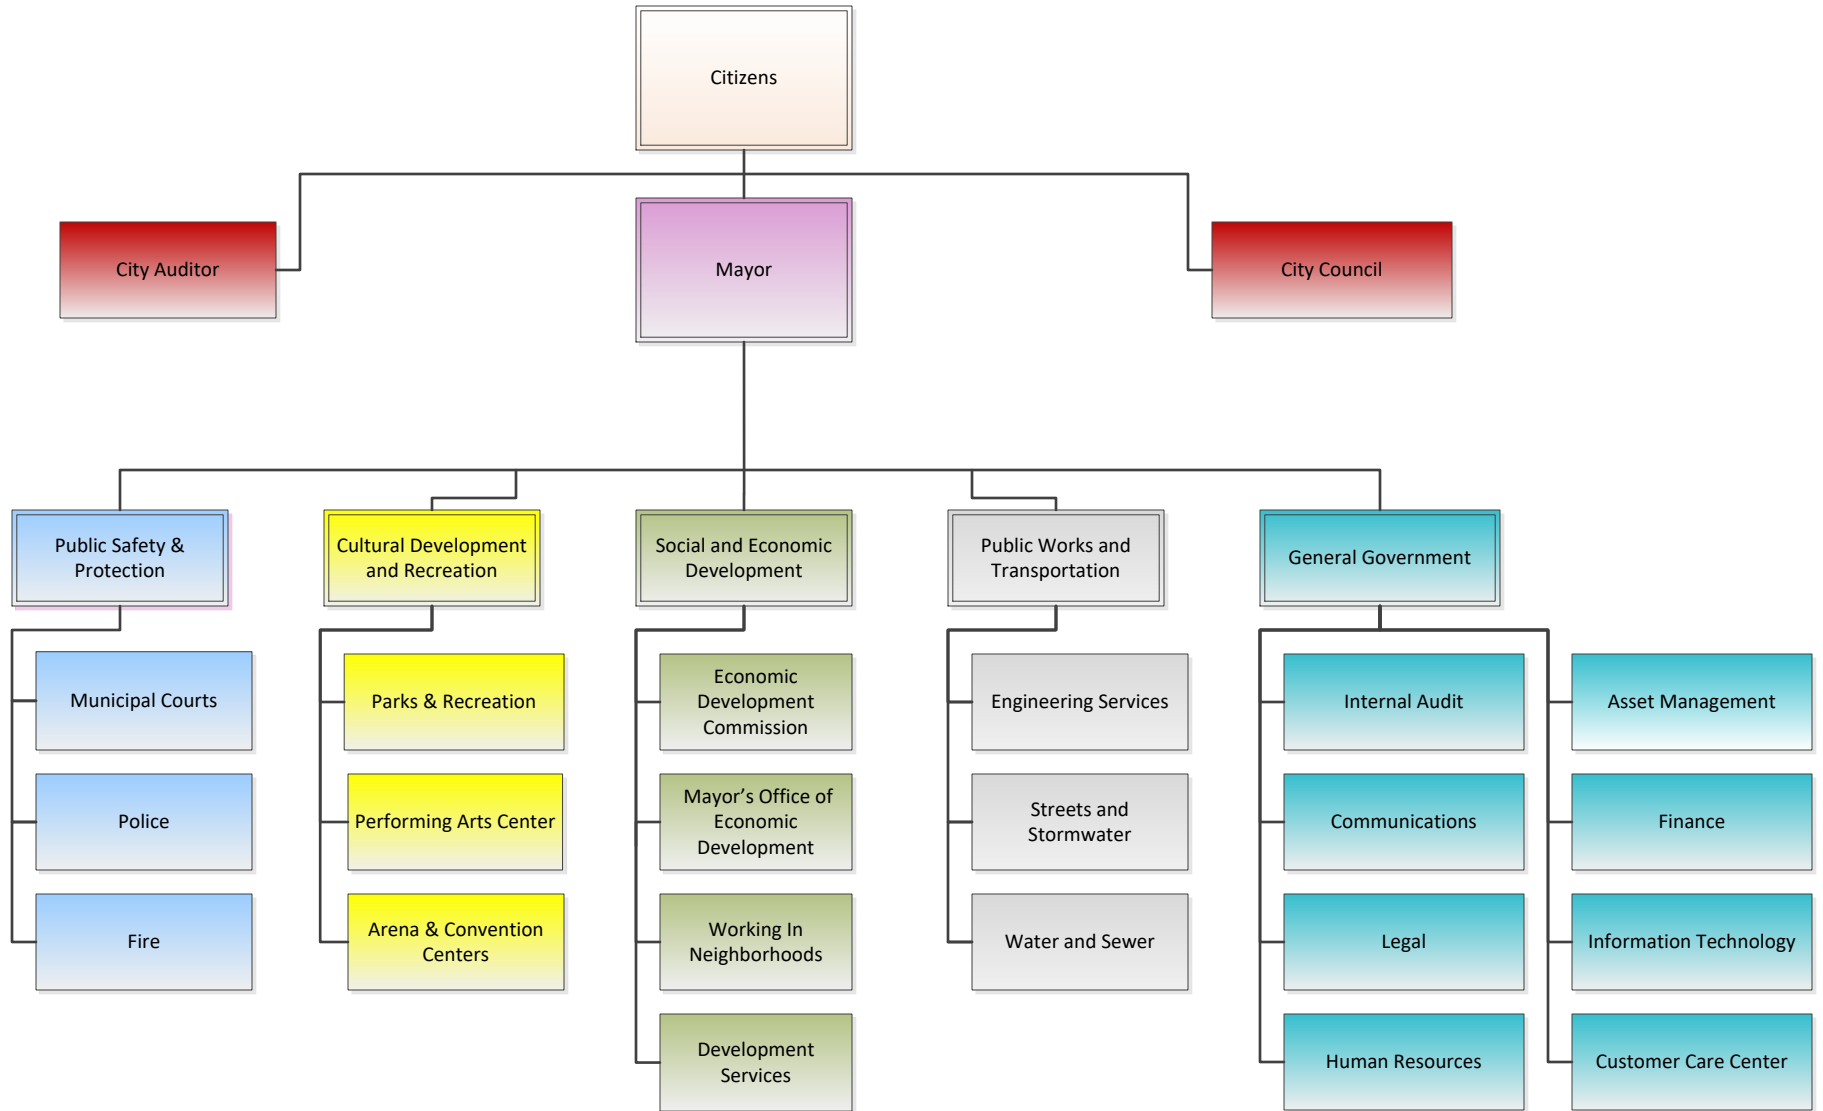 Citizens
City Auditor
Mayor
City Council
Public Safety &
Protection
Cultural Development
and Recreation
Social and Economic
Development
Public Works and
Transportation
General Government
Municipal Courts
Police
Fire
Parks & Recreation
Performing Arts Center
Arena & Convention
Centers
Economic
Development
Commission
Mayor’s Office of
Economic
Development
Working In
Neighborhoods
Development
Services
Engineering Services
Streets and
Stormwater
Water and Sewer
Internal Audit
Communications
Legal
Human Resources
Asset Management
Finance
Information Technology
Customer Care Center